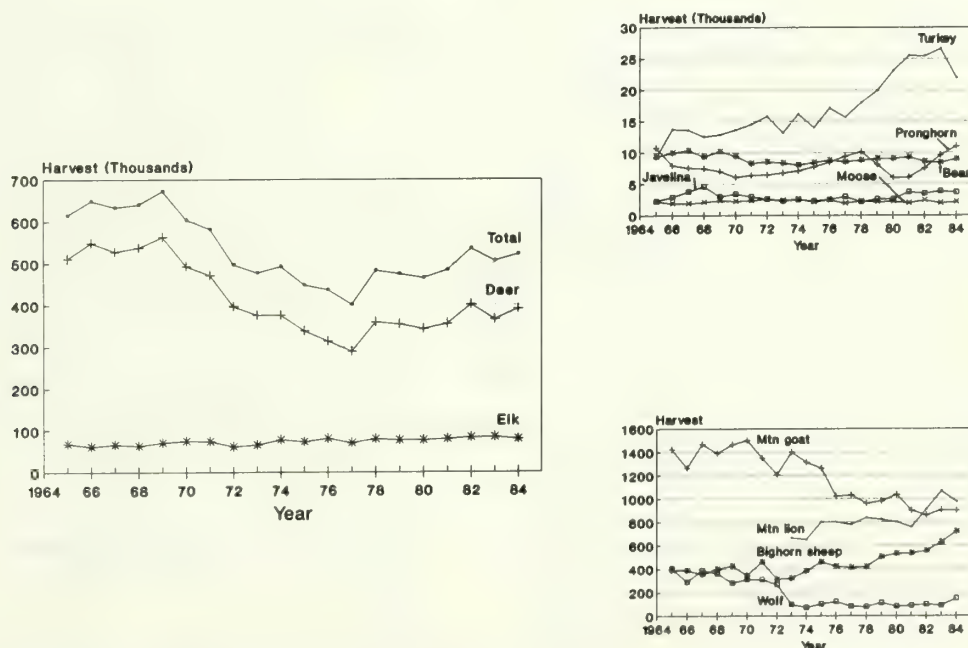 Harvest (Thousands)
700
600
500
400
300
200
100
0
Total
Deer
Elk
1964 66 68 70 72 74 76 78 80 82 84
Year
Harvest (Thousands)
30
25
20
15
10
5
0
Turkey
Pronghorn
Javelina
Moose
Bear
1964 66 68 70 72 74 76 78 80 82 84
Year
Harvest
1600
1400
1200
1000
800
600
400
200
0
Mtn goat
Mtn lion
Bighorn sheep
Wolf
1964 66 68 70 72 74 76 78 80 82 84
Year